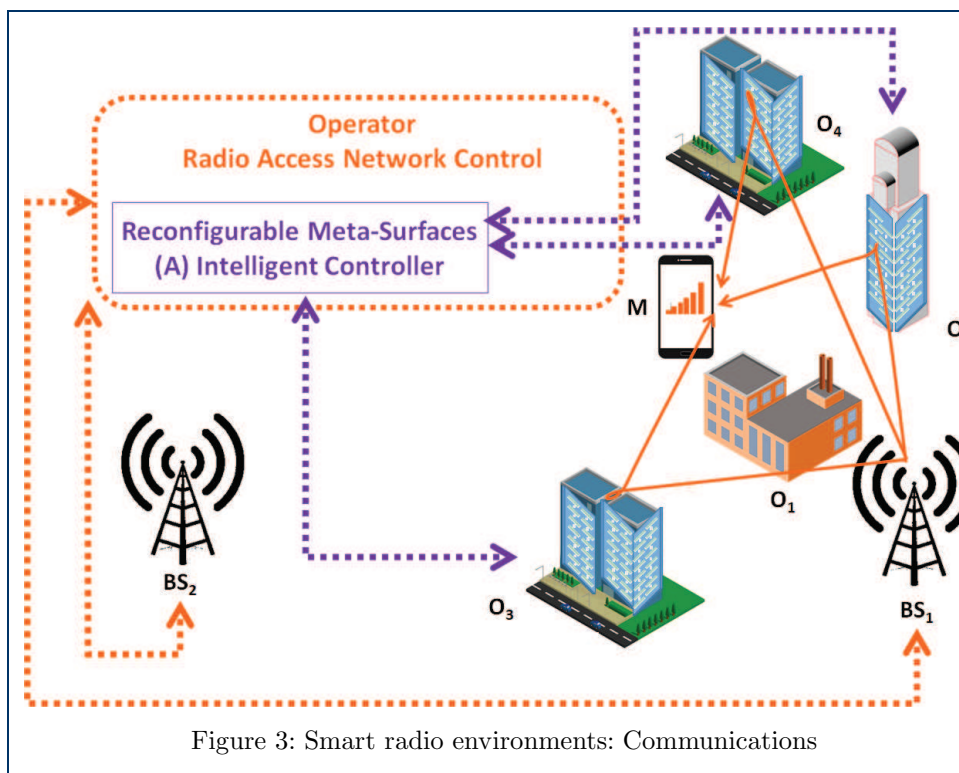 Operator
Radio Access Network Control
Reconfigurable Meta-Surfaces
(A) Intelligent Controller
O4
M
O
O1
BS2
O3
BS1
Figure 3: Smart radio environments: Communications